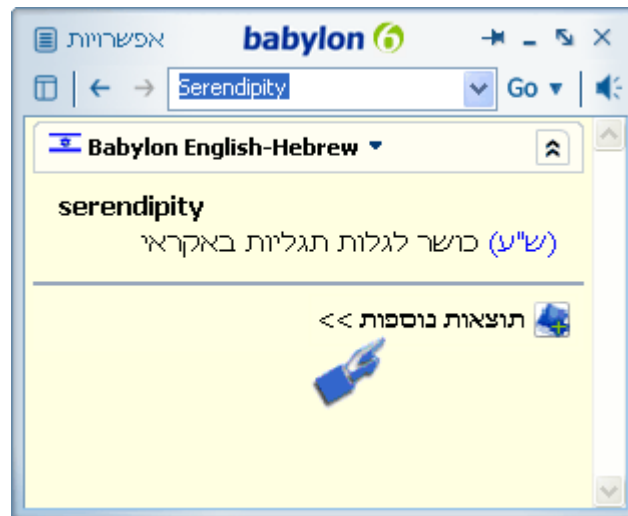 אפשרויות babylon 6
Serendipity Go
Babylon English-Hebrew
serendipity
(ש"ע) כושר לגלות תגליות באקראי
תוצאות נוספות >>